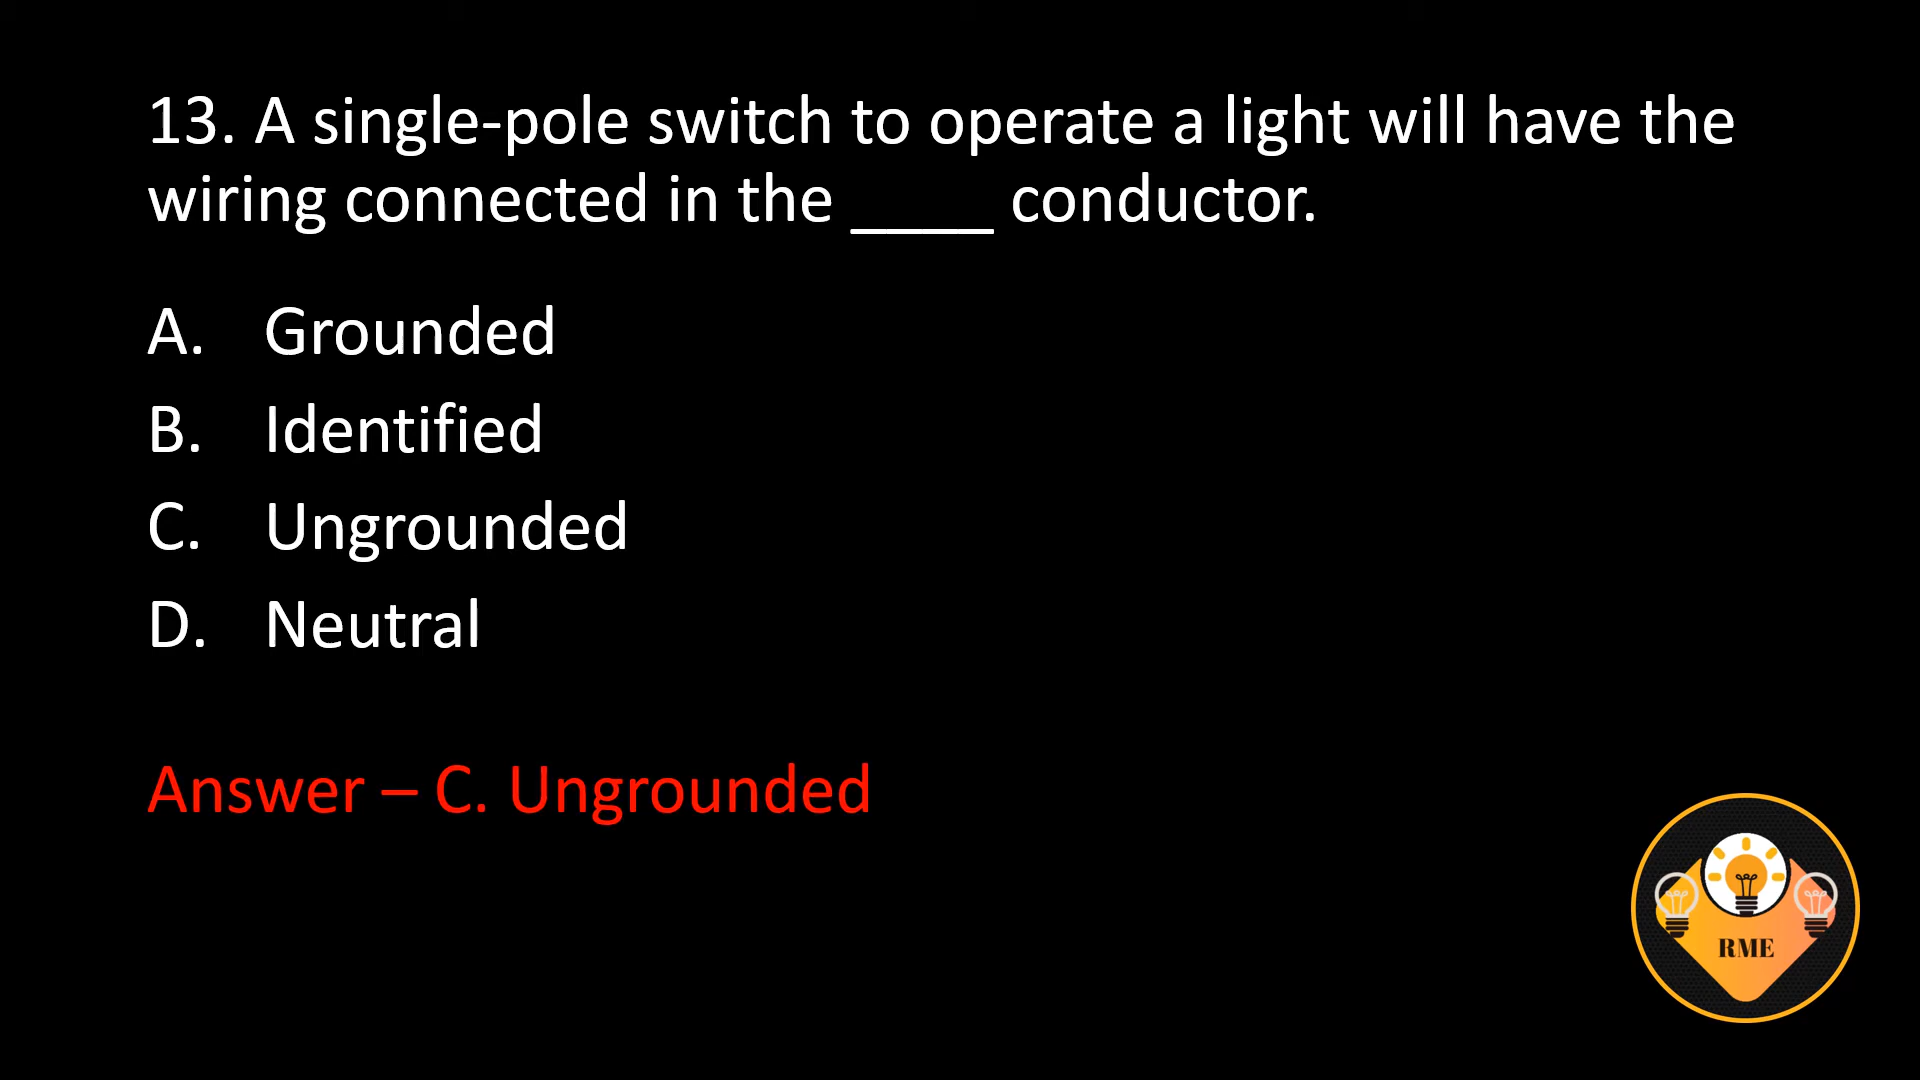 13. A single-pole switch to operate a light will have the
wiring connected in the ____ conductor.
A. Grounded
B. Identified
C. Ungrounded
D. Neutral
Answer – C. Ungrounded
RME